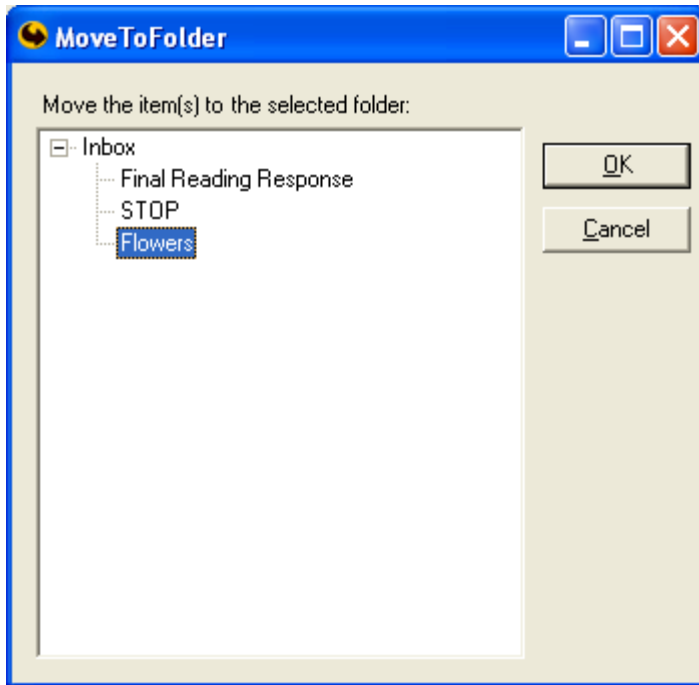 MoveToFolder
Move the item(s) to the selected folder:
Inbox
Final Reading Response
STOP
Flowers
OK
Cancel